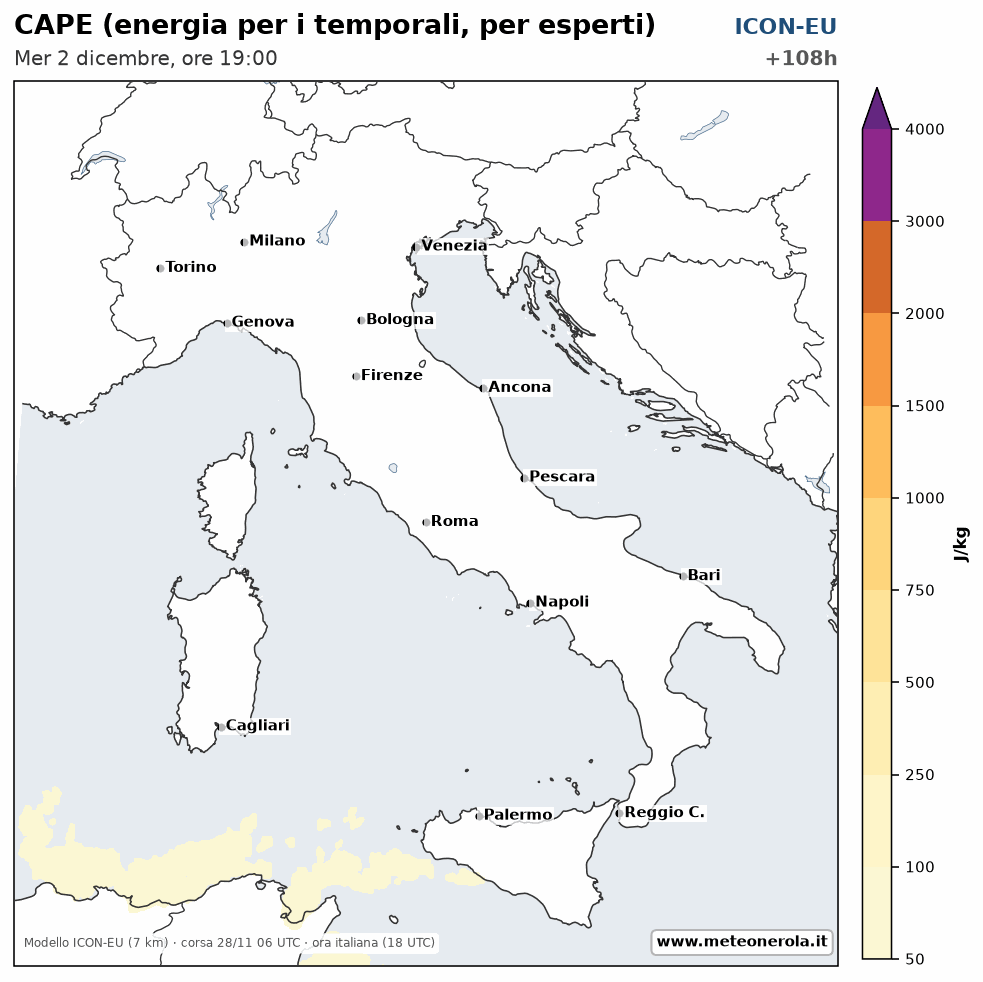 CAPE (energia per i temporali, per esperti)
ICON-EU
Mer 2 dicembre, ore 19:00
+108h
4000
3000
2000
1500
1000
750
500
250
100
50
J/kg
Milano
Venezia
Torino
Genova
Bologna
Firenze
Ancona
Pescara
Roma
Bari
Napoli
Cagliari
Palermo
Reggio C.
Modello ICON-EU (7 km) · corsa 28/11 06 UTC · ora italiana (18 UTC)
www.meteonerola.it